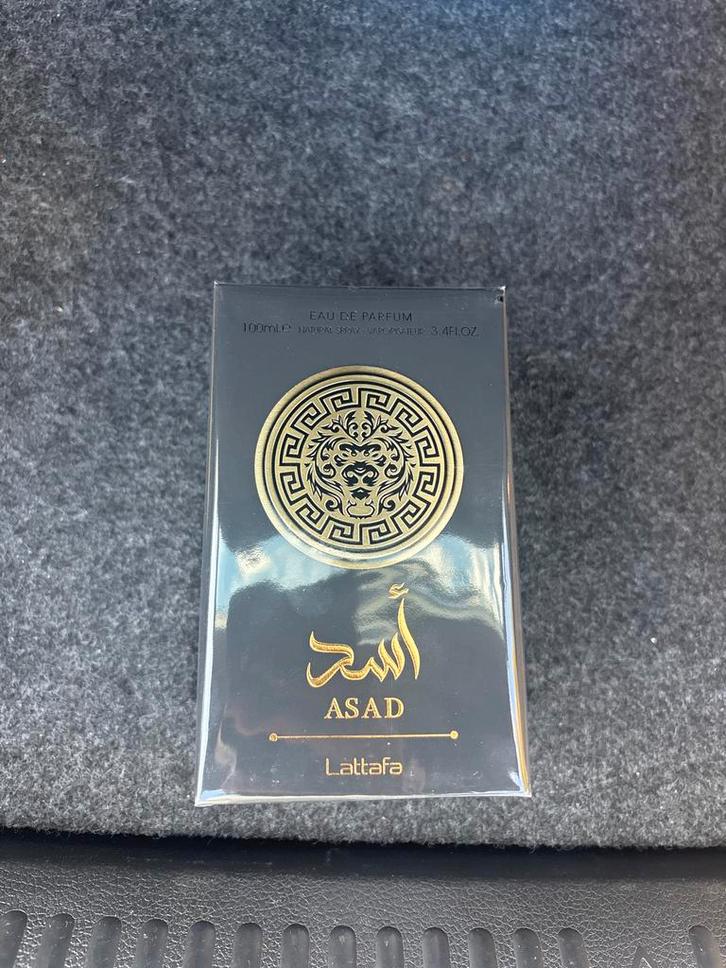 EAU DE PARFUM
100mL℮ NATURAL SPRAY - VAPORISATEUR 3.4FL.OZ.
أسد
ASAD
Lattafa